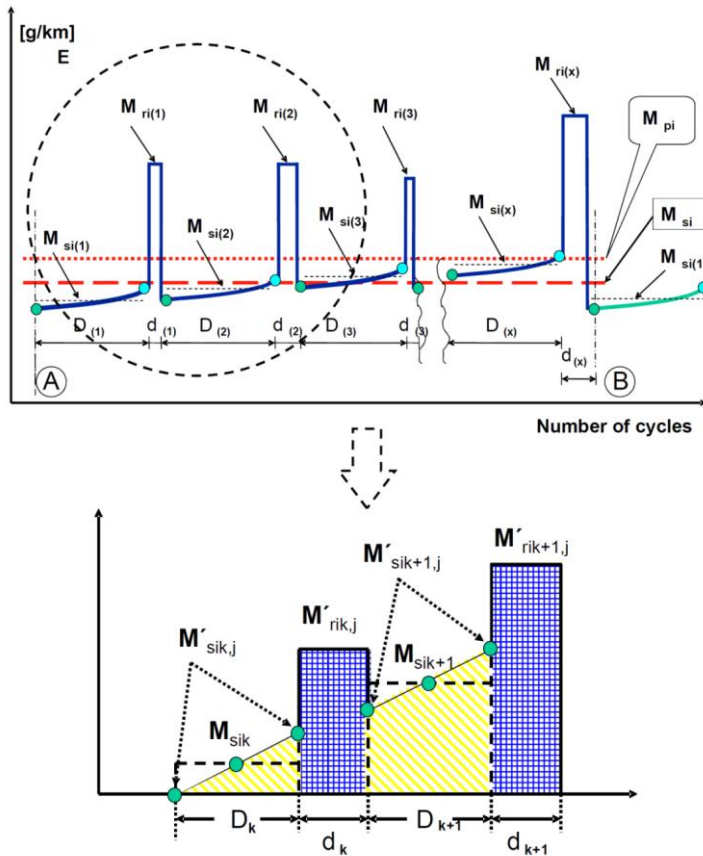 [g/km]
E
M ri(1)
M ri(2)
M ri(3)
M ri(x)
M pi
M si
M si(1)
M si(2)
M si(3)
M si(x)
M si(1
D (1)
d (1)
D (2)
d (2)
D (3)
d (3)
D (x)
d (x)
A
B
Number of cycles
M´sik+1,j
M´rik+1,j
M´sik,j
M´rik,j
M sik+1
M sik
D k
d k
D k+1
d k+1